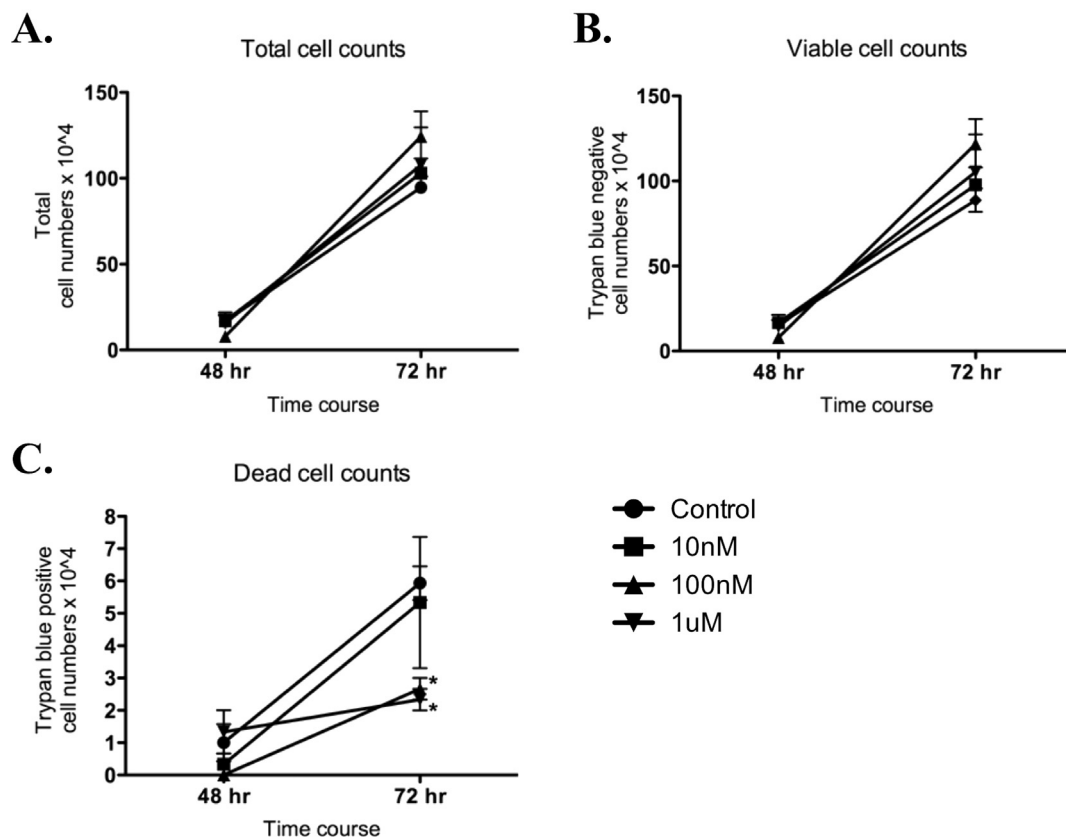 A.
Total cell counts
Total
cell numbers x 10^4
150
100
50
0
48 hr
72 hr
Time course
B.
Viable cell counts
Trypan blue negative
cell numbers x 10^4
150
100
50
0
48 hr
72 hr
Time course
C.
Dead cell counts
Trypan blue positive
cell numbers x 10^4
8
7
6
5
4
3
2
1
0
*
*
48 hr
72 hr
Time course
Control
10nM
100nM
1uM